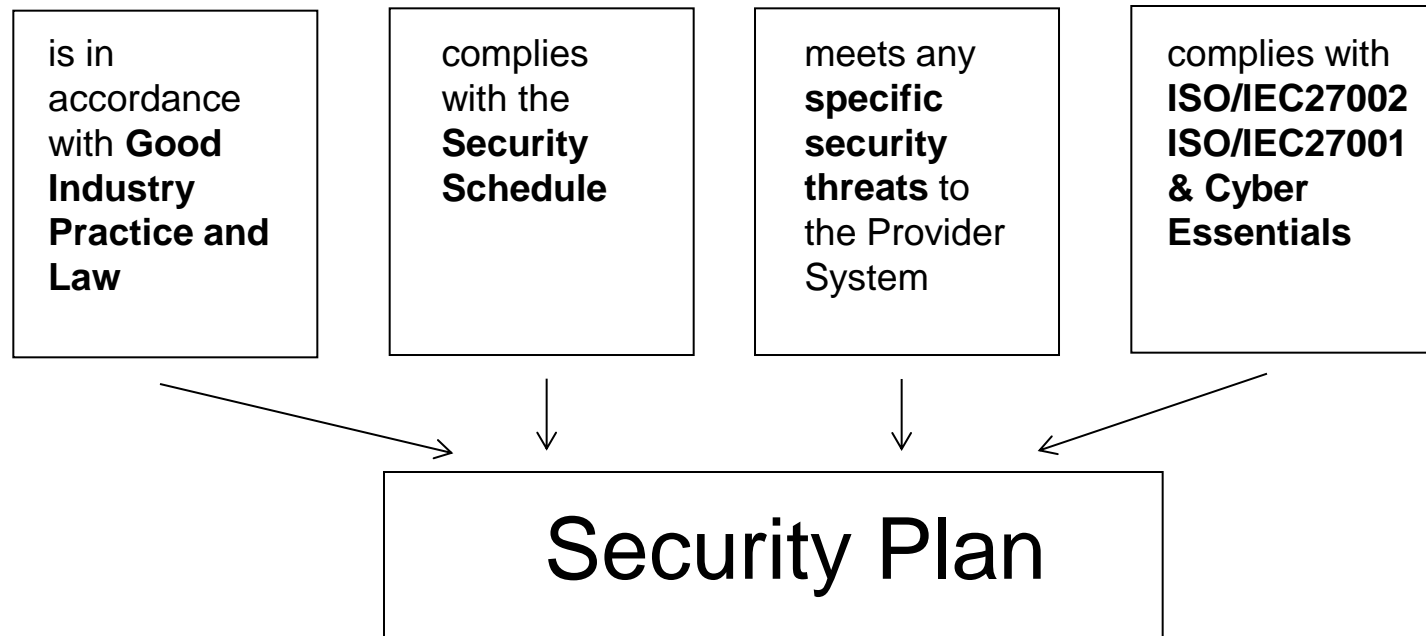 is in
accordance
with Good
Industry
Practice and
Law
complies
with the
Security
Schedule
meets any
specific
security
threats to
the Provider
System
complies with
ISO/IEC27002
ISO/IEC27001
& Cyber
Essentials
Security Plan